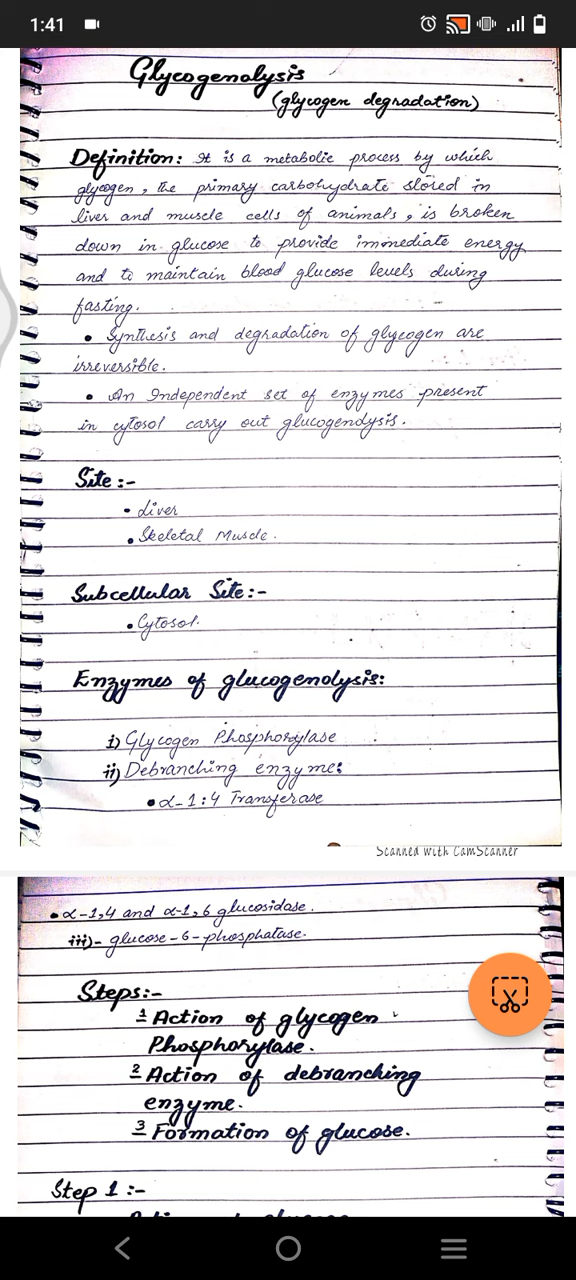 1:41
Glycogenolysis
(glycogen degradation)
Definition: It is a metabolic process by which
glycogen, the primary carbohydrate stored in
liver and muscle cells of animals, is broken
down in glucose to provide immediate energy
and to maintain blood glucose levels during
fasting.
• Synthesis and degradation of glycogen are
irreversible.
• An Independent set of enzymes present
in cytosol carry out glucogenolysis.
Site :-
• Liver
• Skeletal Muscle.
Subcellular Site:-
• Cytosol.
Enzymes of glucogenolysis:
i) Glycogen Phosphorylase
ii) Debranching enzyme:
• α-1:4 Transferase
Scanned with CamScanner
• α-1,4 and α-1,6 glucosidase.
iii)- glucose-6-phosphatase.
Steps:-
1 Action of glycogen
Phosphorylase.
2 Action of debranching
enzyme.
3 Formation of glucose.
Step 1 :-